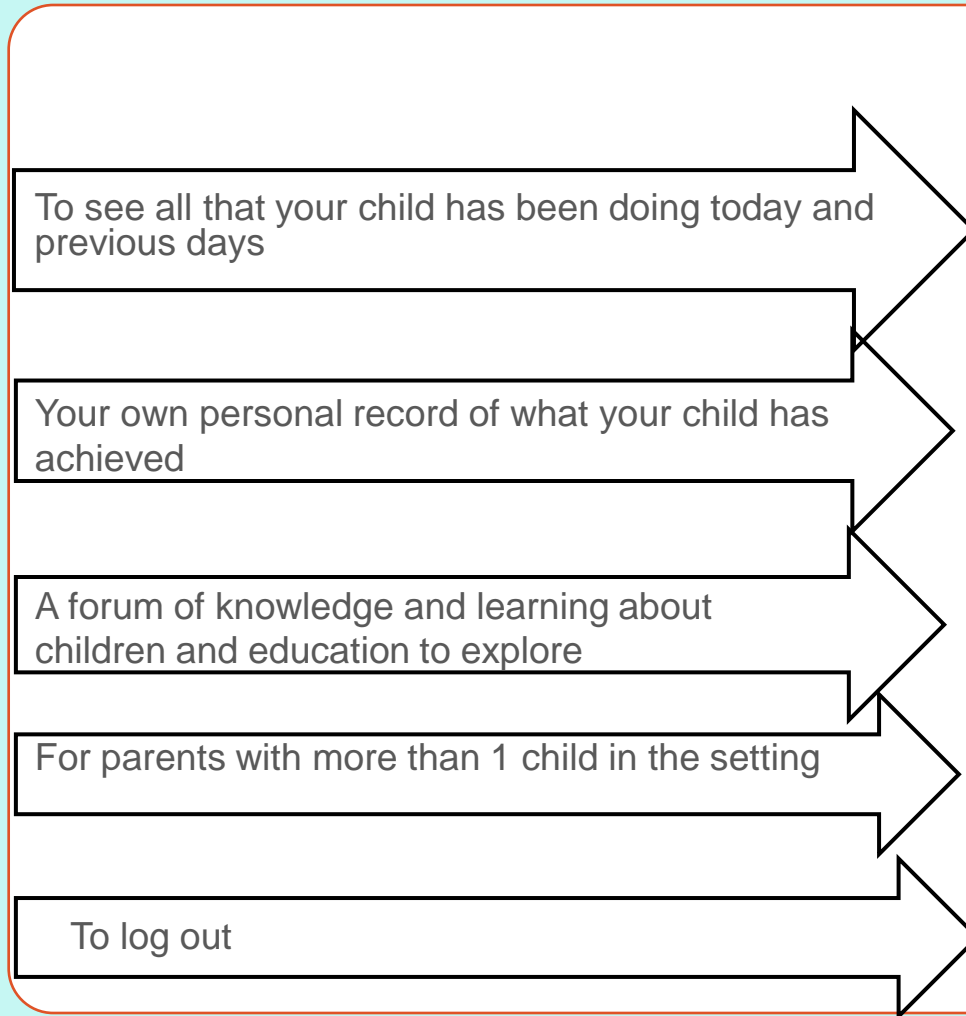 To see all that your child has been doing today and
previous days
Your own personal record of what your child has
achieved
A forum of knowledge and learning about
children and education to explore
For parents with more than 1 child in the setting
To log out